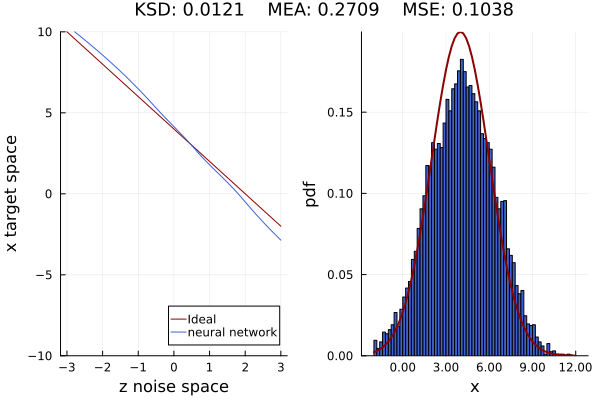 KSD: 0.0121 MEA: 0.2709 MSE: 0.1038
x target space
10
5
0
−5
−10
−3 −2 −1 0 1 2 3
z noise space
Ideal
neural network
pdf
0.15
0.10
0.05
0.00
0.00 3.00 6.00 9.00 12.00
x